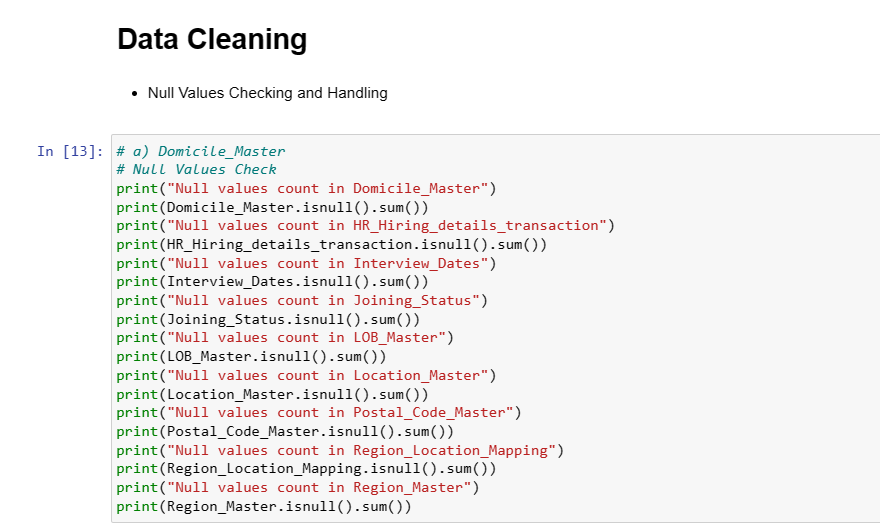 Data Cleaning
• Null Values Checking and Handling
In [13]: # a) Domicile_Master
# Null Values Check
print("Null values count in Domicile_Master")
print(Domicile_Master.isnull().sum())
print("Null values count in HR_Hiring_details_transaction")
print(HR_Hiring_details_transaction.isnull().sum())
print("Null values count in Interview_Dates")
print(Interview_Dates.isnull().sum())
print("Null values count in Joining_Status")
print(Joining_Status.isnull().sum())
print("Null values count in LOB_Master")
print(LOB_Master.isnull().sum())
print("Null values count in Location_Master")
print(Location_Master.isnull().sum())
print("Null values count in Postal_Code_Master")
print(Postal_Code_Master.isnull().sum())
print("Null values count in Region_Location_Mapping")
print(Region_Location_Mapping.isnull().sum())
print("Null values count in Region_Master")
print(Region_Master.isnull().sum())